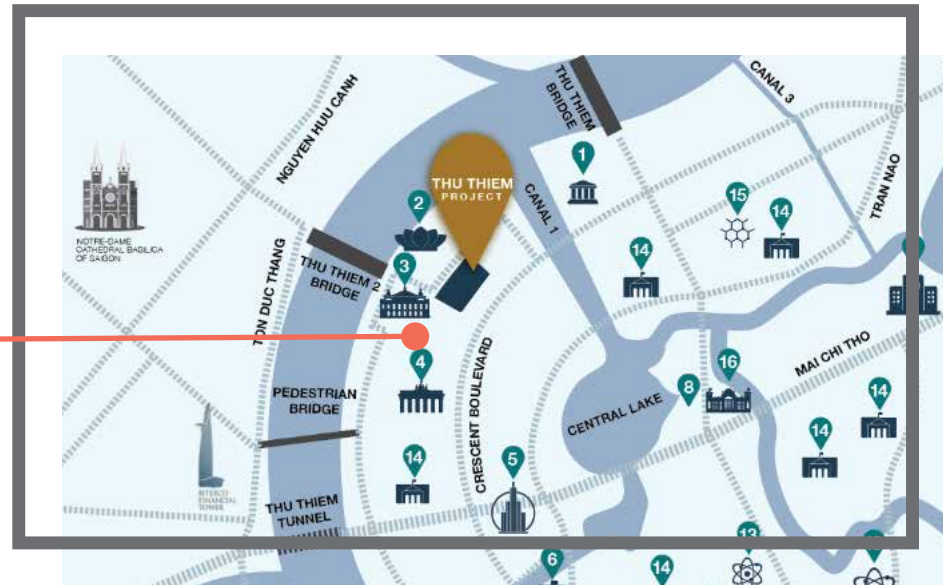 THU THIEM
BRIDGE
CANAL 3
NGUYEN HUU CANH
1
THU THIEM
PROJECT
TRAN NAO
2
CANAL 1
15
14
NOTRE-DAME
CATHEDRAL BASILICA
OF SAIGON
TON DUC THANG
THU THIEM 2
BRIDGE
3
14
4
CRESCENT BOULEVARD
MAI CHI THO
16
8
14
PEDESTRIAN
BRIDGE
CENTRAL LAKE
14
14
5
FINANCIAL
TOWER
THU THIEM
TUNNEL
6
14
13